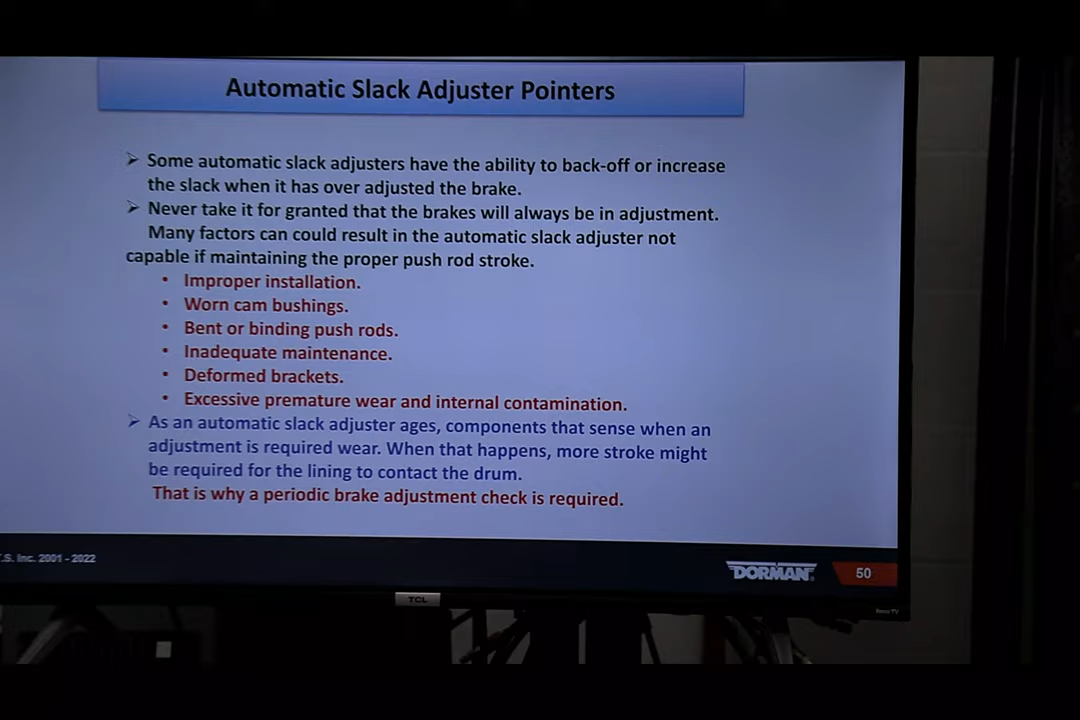 Automatic Slack Adjuster Pointers
➢ Some automatic slack adjusters have the ability to back-off or increase
the slack when it has over adjusted the brake.
➢ Never take it for granted that the brakes will always be in adjustment.
Many factors can could result in the automatic slack adjuster not
capable if maintaining the proper push rod stroke.
• Improper installation.
• Worn cam bushings.
• Bent or binding push rods.
• Inadequate maintenance.
• Deformed brackets.
• Excessive premature wear and internal contamination.
➢ As an automatic slack adjuster ages, components that sense when an
adjustment is required wear. When that happens, more stroke might
be required for the lining to contact the drum.
That is why a periodic brake adjustment check is required.
.S. Inc. 2001 - 2022
DORMAN
50
TCL
Roku TV